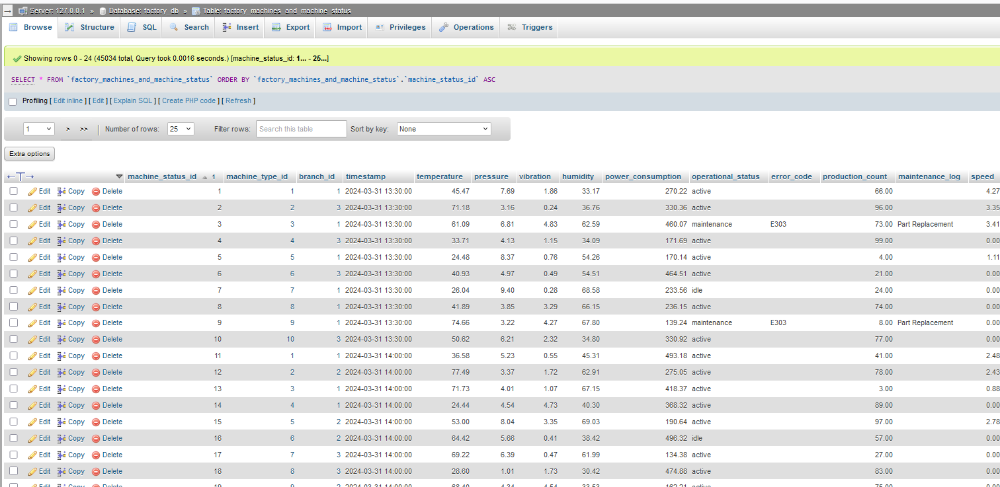 Server: 127.0.0.1 » Database: factory_db » Table: factory_machines_and_machine_status
Browse Structure SQL Search Insert Export Import Privileges Operations Triggers
Showing rows 0 - 24 (45034 total, Query took 0.0016 seconds.) [machine_status_id: 1... - 25...]
SELECT * FROM `factory_machines_and_machine_status` ORDER BY `factory_machines_and_machine_status`.`machine_status_id` ASC
Profiling [ Edit inline ] [ Edit ] [ Explain SQL ] [ Create PHP code ] [ Refresh ]
1 > >> Number of rows: 25 Filter rows: Search this table Sort by key: None
Extra options
←T→ machine_status_id 1 machine_type_id branch_id timestamp temperature pressure vibration humidity power_consumption operational_status error_code production_count maintenance_log speed
Edit Copy Delete 1 1 1 2024-03-31 13:30:00 45.47 7.69 1.86 33.17 270.22 active 66.00 4.27
Edit Copy Delete 2 2 3 2024-03-31 13:30:00 71.18 3.16 0.24 36.76 330.36 active 96.00 3.35
Edit Copy Delete 3 3 1 2024-03-31 13:30:00 61.09 6.81 4.83 62.59 460.07 maintenance E303 73.00 Part Replacement 3.41
Edit Copy Delete 4 4 3 2024-03-31 13:30:00 33.71 4.13 1.15 34.09 171.69 active 99.00 0.00
Edit Copy Delete 5 5 1 2024-03-31 13:30:00 24.48 8.37 0.76 54.26 170.14 active 4.00 1.11
Edit Copy Delete 6 6 3 2024-03-31 13:30:00 40.93 4.97 0.49 54.51 464.51 active 21.00 0.00
Edit Copy Delete 7 7 1 2024-03-31 13:30:00 26.04 9.40 0.28 68.58 233.56 idle 24.00 0.00
Edit Copy Delete 8 8 1 2024-03-31 13:30:00 41.89 3.85 3.29 66.15 236.15 active 74.00 0.00
Edit Copy Delete 9 9 1 2024-03-31 13:30:00 74.66 3.22 4.27 67.80 139.24 maintenance E303 8.00 Part Replacement 0.00
Edit Copy Delete 10 10 3 2024-03-31 13:30:00 50.62 6.21 2.32 34.80 330.92 active 77.00 0.00
Edit Copy Delete 11 1 1 2024-03-31 14:00:00 36.58 5.23 0.55 45.31 493.18 active 41.00 2.48
Edit Copy Delete 12 2 2 2024-03-31 14:00:00 77.49 3.37 1.72 62.91 275.05 active 78.00 2.43
Edit Copy Delete 13 3 1 2024-03-31 14:00:00 71.73 4.01 1.07 67.15 418.37 active 3.00 0.88
Edit Copy Delete 14 4 1 2024-03-31 14:00:00 24.44 4.54 4.73 40.30 368.32 active 89.00 0.00
Edit Copy Delete 15 5 2 2024-03-31 14:00:00 53.00 8.04 3.35 69.03 190.64 active 97.00 2.78
Edit Copy Delete 16 6 2 2024-03-31 14:00:00 64.42 5.66 0.41 38.42 496.32 idle 57.00 0.00
Edit Copy Delete 17 7 3 2024-03-31 14:00:00 69.22 6.39 0.47 61.99 134.38 active 27.00 0.00
Edit Copy Delete 18 8 3 2024-03-31 14:00:00 28.60 1.01 1.73 30.42 474.88 active 83.00 0.00